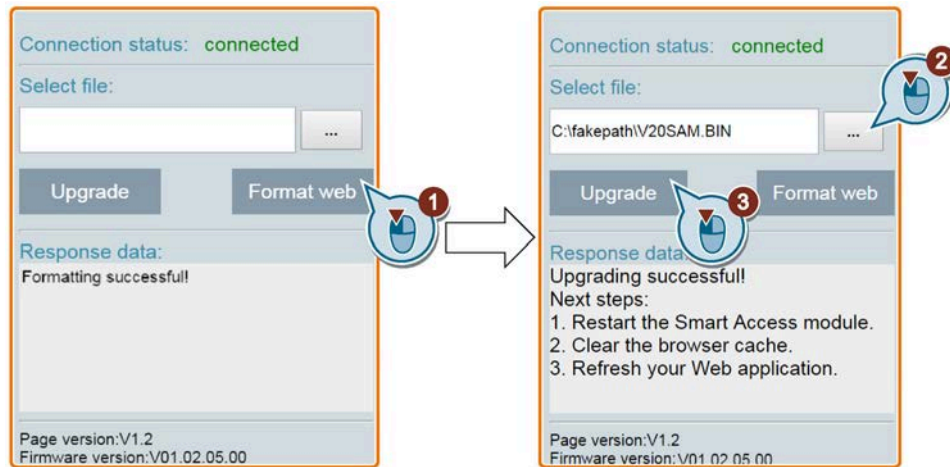 Connection status: connected
Select file:
...
Upgrade
Format web
1
Response data:
Formatting successful!
Page version:V1.2
Firmware version:V01.02.05.00
Connection status: connected
2
Select file:
C:\fakepath\V20SAM.BIN
...
Upgrade
Format web
3
Response data:
Upgrading successful!
Next steps:
1. Restart the Smart Access module.
2. Clear the browser cache.
3. Refresh your Web application.
Page version:V1.2
Firmware version:V01.02.05.00